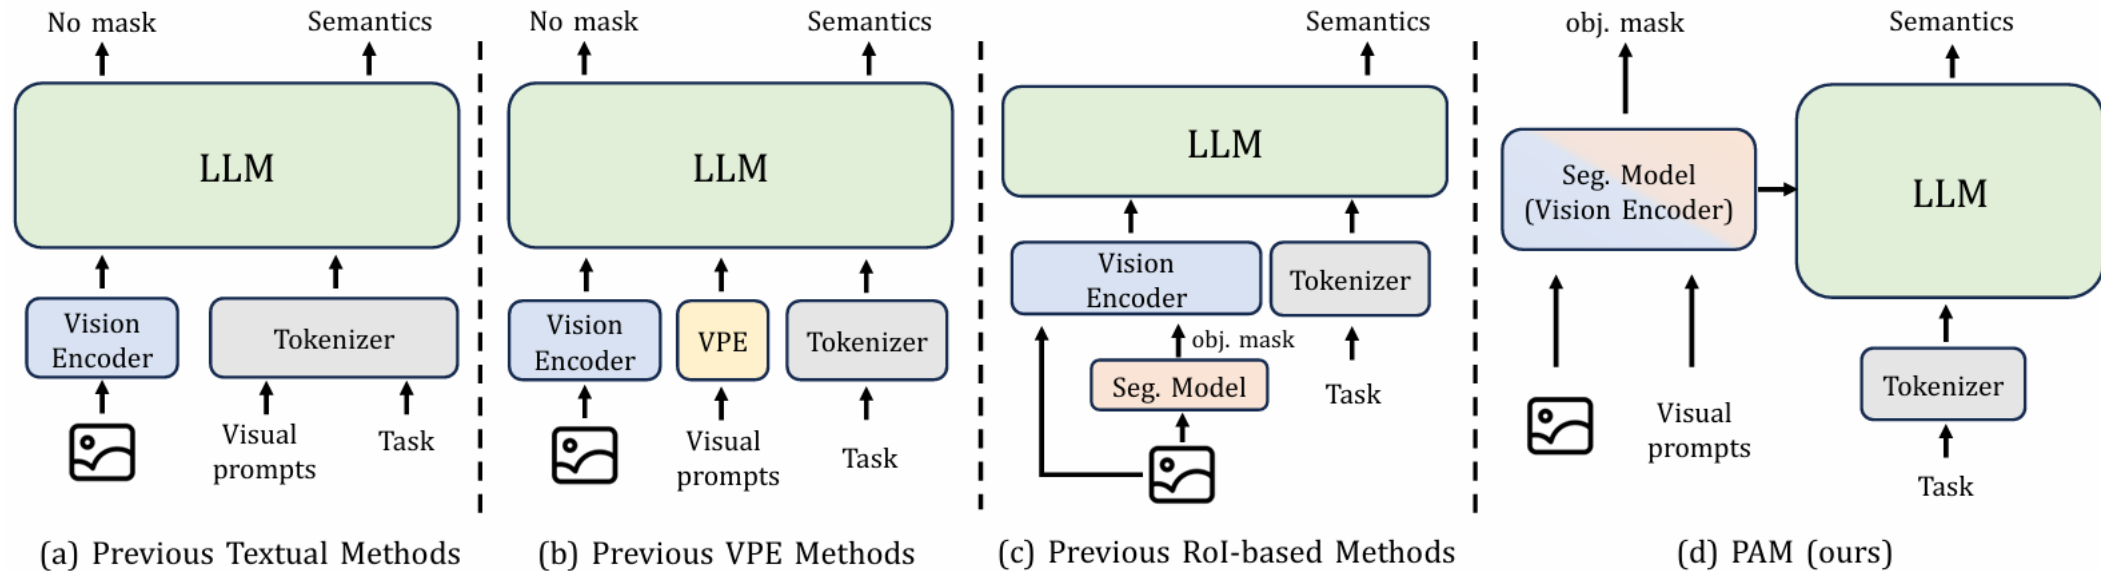 No mask
Semantics
LLM
Vision
Encoder
Tokenizer
Visual
prompts
Task
(a) Previous Textual Methods
No mask
Semantics
LLM
Vision
Encoder
VPE
Tokenizer
Visual
prompts
Task
(b) Previous VPE Methods
Semantics
LLM
Vision
Encoder
Tokenizer
obj. mask
Seg. Model
Task
(c) Previous RoI-based Methods
obj. mask
Semantics
Seg. Model
(Vision Encoder)
LLM
Tokenizer
Visual
prompts
Task
(d) PAM (ours)